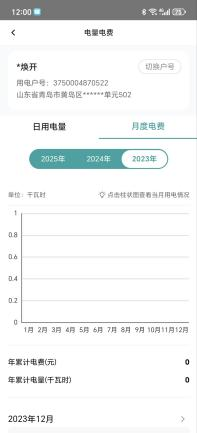 12:00
电量电费
*焕开
切换户号
用电户号：3750004870522
山东省青岛市黄岛区******单元502
日用电量
月度电费
2025年
2024年
2023年
单位：千瓦时
点击柱状图查看当月用电情况
1
0.8
0.6
0.4
0.2
0
1月 2月 3月 4月 5月 6月 7月 8月 9月 10月11月12月
年累计电费(元)
0
年累计电量(千瓦时)
0
2023年12月